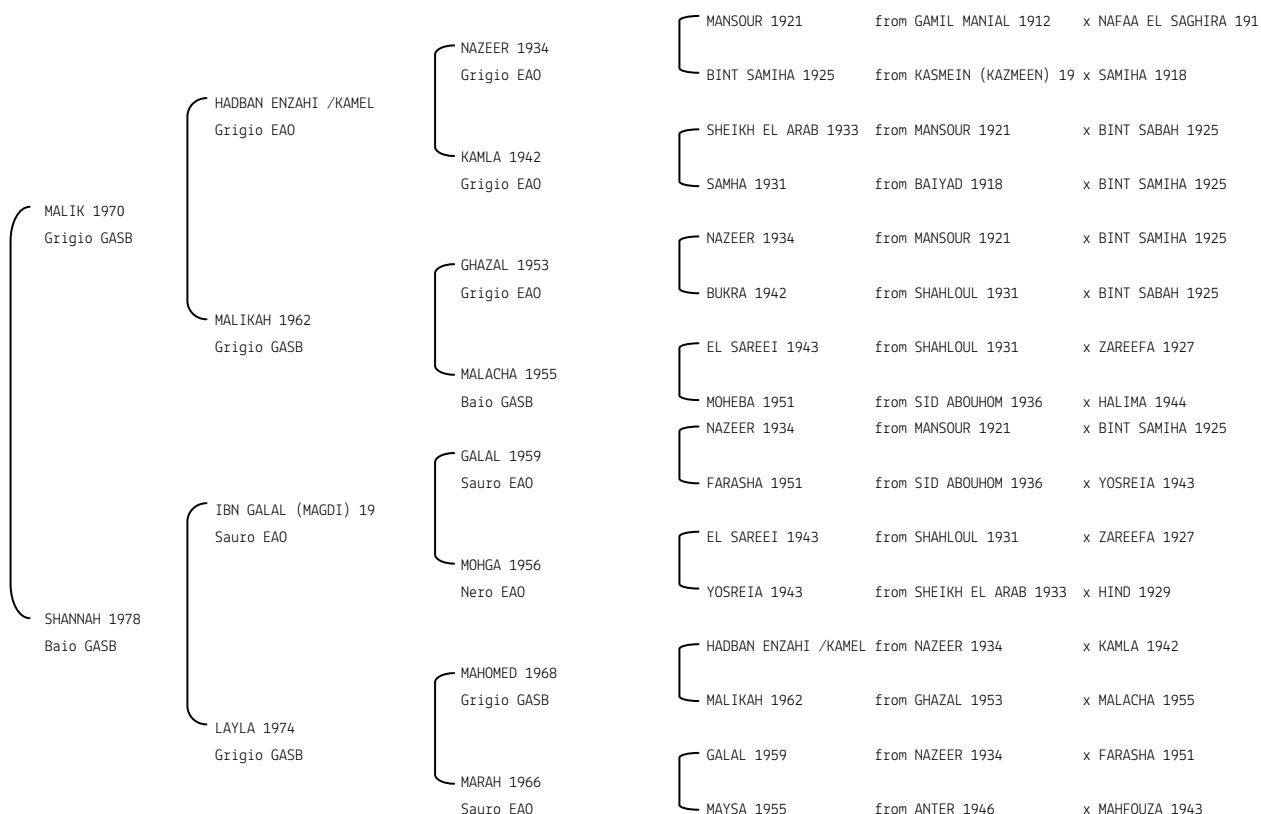 MANSOUR 1921 from GAMIL MANIAL 1912 x NAFAA EL SAGHIRA 191
NAZEER 1934
Grigio EAO BINT SAMIHA 1925 from KASMEIN (KAZMEEN) 19 x SAMIHA 1918
HADBAN ENZAHI /KAMEL
Grigio EAO SHEIKH EL ARAB 1933 from MANSOUR 1921 x BINT SABAH 1925
KAMLA 1942
Grigio EAO SAMHA 1931 from BAIYAD 1918 x BINT SAMIHA 1925
MALIK 1970
Grigio GASB NAZEER 1934 from MANSOUR 1921 x BINT SAMIHA 1925
GHAZAL 1953
Grigio EAO BUKRA 1942 from SHAHLOUL 1931 x BINT SABAH 1925
MALIKAH 1962
Grigio GASB EL SAREEI 1943 from SHAHLOUL 1931 x ZAREEFA 1927
MALACHA 1955
Baio GASB MOHEBA 1951 from SID ABOUHOM 1936 x HALIMA 1944
NAZEER 1934 from MANSOUR 1921 x BINT SAMIHA 1925
GALAL 1959
Sauro EAO FARASHA 1951 from SID ABOUHOM 1936 x YOSREIA 1943
IBN GALAL (MAGDI) 19
Sauro EAO EL SAREEI 1943 from SHAHLOUL 1931 x ZAREEFA 1927
MOHGA 1956
Nero EAO YOSREIA 1943 from SHEIKH EL ARAB 1933 x HIND 1929
SHANNAH 1978
Baio GASB HADBAN ENZAHI /KAMEL from NAZEER 1934 x KAMLA 1942
MAHOMED 1968
Grigio GASB MALIKAH 1962 from GHAZAL 1953 x MALACHA 1955
LAYLA 1974
Grigio GASB GALAL 1959 from NAZEER 1934 x FARASHA 1951
MARAH 1966
Sauro EAO MAYSA 1955 from ANTER 1946 x MAHFOUZA 1943